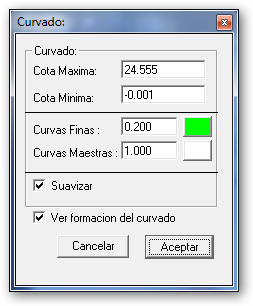 Curvado:
Curvado:
Cota Maxima: 24.555
Cota Minima: -0.001
Curvas Finas : 0.200
Curvas Maestras : 1.000
Suavizar
Ver formacion del curvado
Cancelar Aceptar